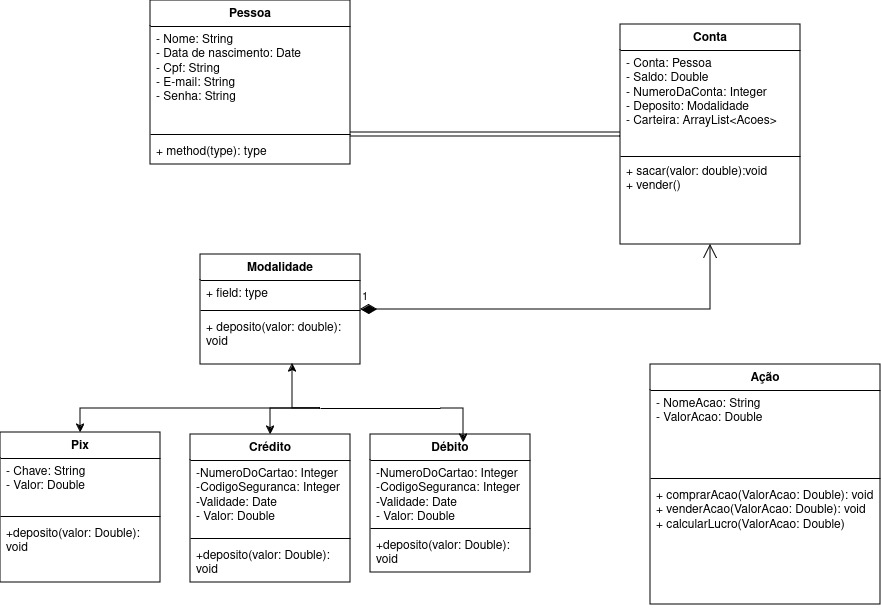 Pessoa
- Nome: String
- Data de nascimento: Date
- Cpf: String
- E-mail: String
- Senha: String
+ method(type): type
Conta
- Conta: Pessoa
- Saldo: Double
- NumeroDaConta: Integer
- Deposito: Modalidade
- Carteira: ArrayList<Acoes>
+ sacar(valor: double):void
+ vender()
Modalidade
+ field: type
+ deposito(valor: double):
void
1
Pix
- Chave: String
- Valor: Double
+deposito(valor: Double):
void
Crédito
-NumeroDoCartao: Integer
-CodigoSeguranca: Integer
-Validade: Date
- Valor: Double
+deposito(valor: Double):
void
Débito
-NumeroDoCartao: Integer
-CodigoSeguranca: Integer
-Validade: Date
- Valor: Double
+deposito(valor: Double):
void
Ação
- NomeAcao: String
- ValorAcao: Double
+ comprarAcao(ValorAcao: Double): void
+ venderAcao(ValorAcao: Double): void
+ calcularLucro(ValorAcao: Double)